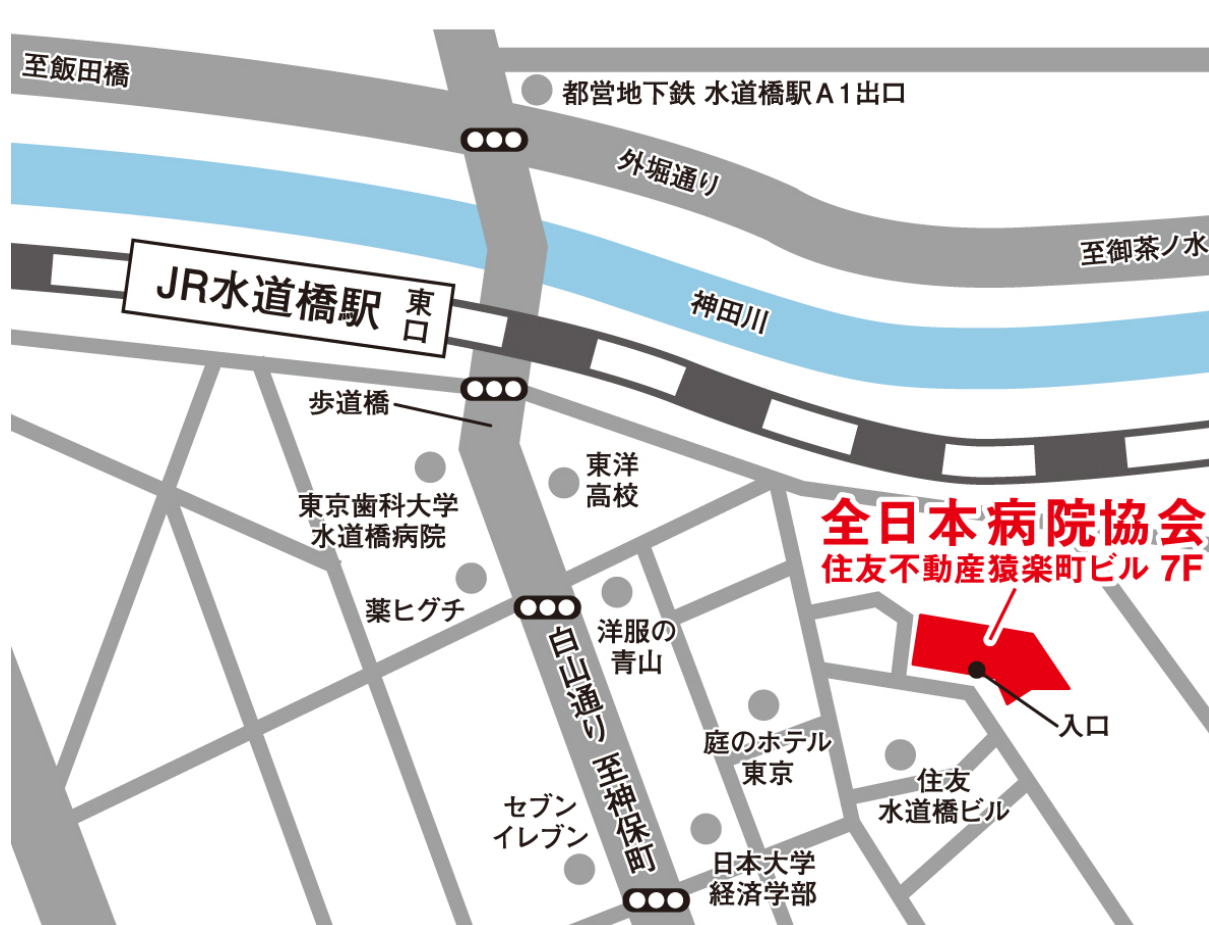 至飯田橋
都営地下鉄 水道橋駅A1出口
外堀通り
至御茶ノ水
JR水道橋駅 東口
神田川
歩道橋
東洋
高校
東京歯科大学
水道橋病院
全日本病院協会
住友不動産猿楽町ビル 7F
薬ヒグチ
洋服の
青山
白山通り 至神保町
入口
庭のホテル
東京
住友
水道橋ビル
セブン
イレブン
日本大学
経済学部